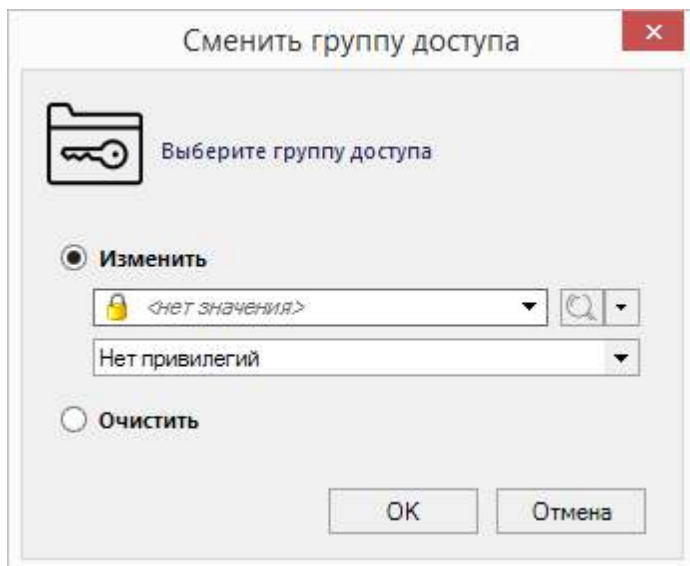 Сменить группу доступа
Выберите группу доступа
Изменить
<нет значения>
Нет привилегий
Очистить
OK
Отмена